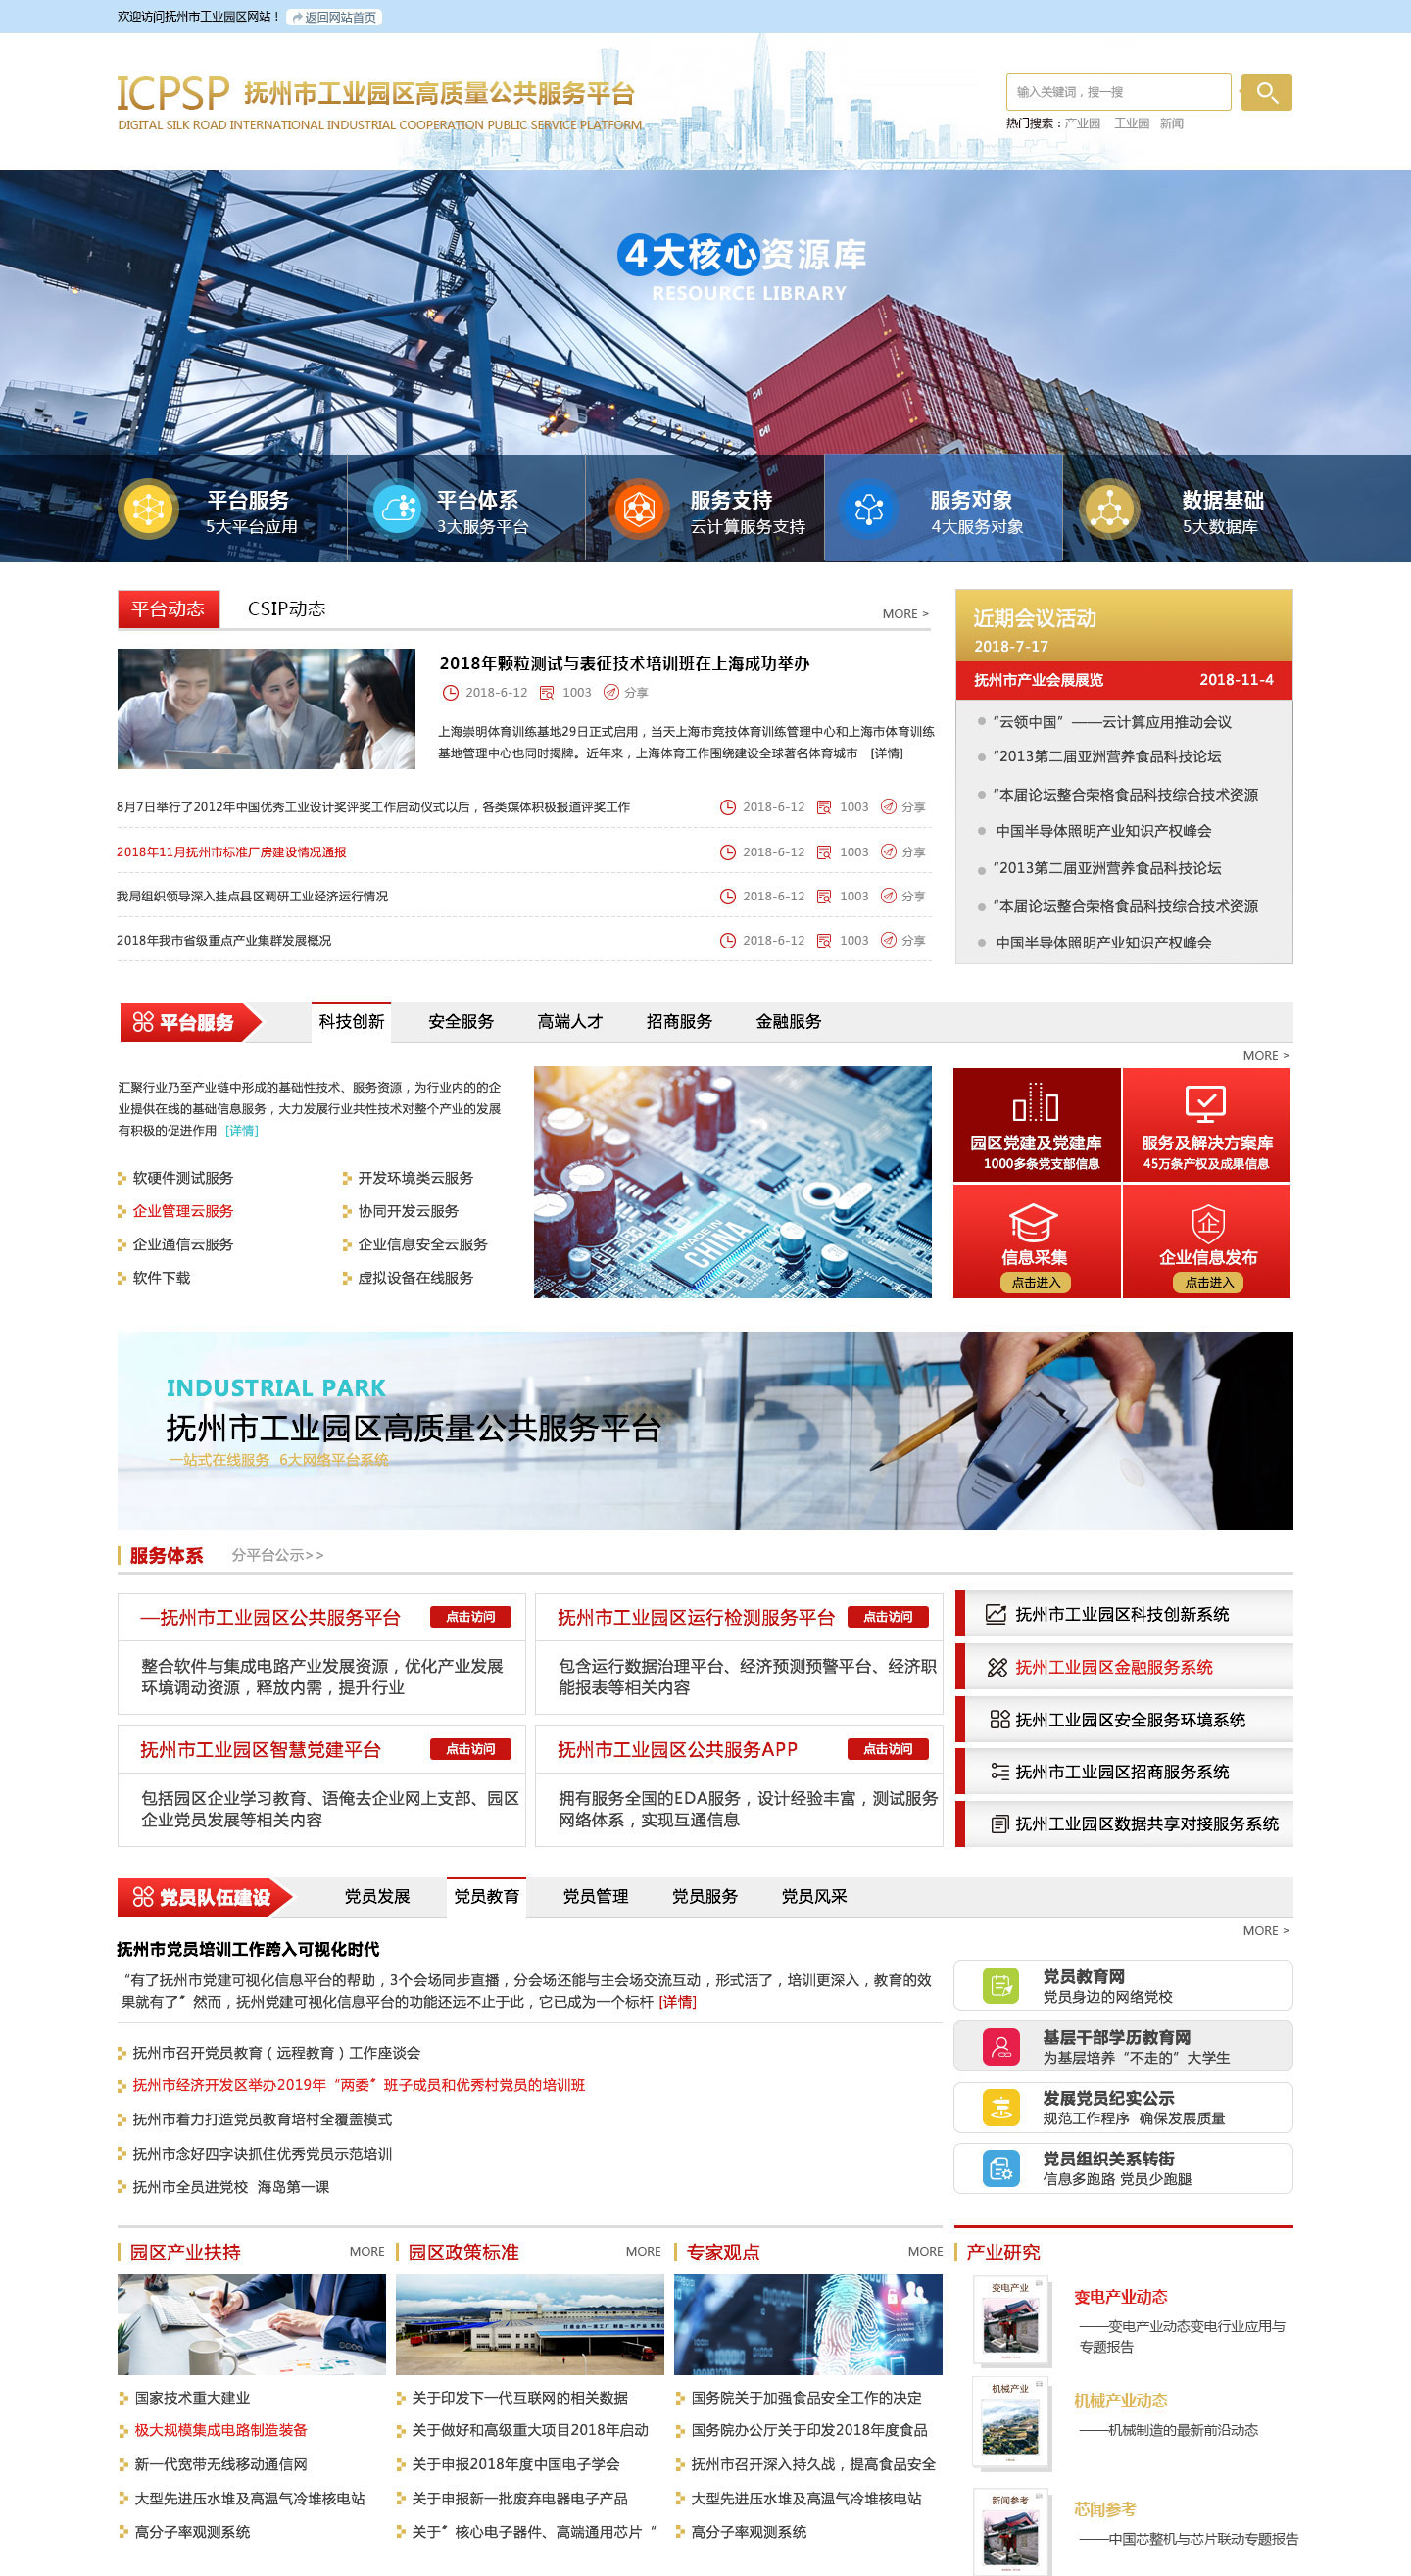 欢迎访问抚州市工业园区网站！ 返回网站首页
ICPSP 抚州市工业园区高质量公共服务平台
DIGITAL SILK ROAD INTERNATIONAL INDUSTRIAL COOPERATION PUBLIC SERVICE PLATFORM.
输入关键词，搜一搜
热门搜索：产业园 工业园 新闻
4大核心资源库
RESOURCE LIBRARY
平台服务
5大平台应用
平台体系
3大服务平台
服务支持
云计算服务支持
服务对象
4大服务对象
数据基础
5大数据库
平台动态 CSIP动态 MORE >
2018年颗粒测试与表征技术培训班在上海成功举办
2018-6-12 1003 分享
上海崇明体育训练基地29日正式启用，当天上海市竞技体育训练管理中心和上海市体育训练
基地管理中心也同时揭牌。近年来，上海体育工作围绕建设全球著名体育城市 [详情]
8月7日举行了2012年中国优秀工业设计奖评奖工作启动仪式以后，各类媒体积极报道评奖工作 2018-6-12 1003 分享
2018年11月抚州市标准厂房建设情况通报 2018-6-12 1003 分享
我局组织领导深入挂点县区调研工业经济运行情况 2018-6-12 1003 分享
2018年我市省级重点产业集群发展概况 2018-6-12 1003 分享
近期会议活动
2018-7-17
抚州市产业会展展览 2018-11-4
“云领中国”——云计算应用推动会议
“2013第二届亚洲营养食品科技论坛
”本届论坛整合荣格食品科技综合技术资源
中国半导体照明产业知识产权峰会
“2013第二届亚洲营养食品科技论坛
”本届论坛整合荣格食品科技综合技术资源
中国半导体照明产业知识产权峰会
平台服务 科技创新 安全服务 高端人才 招商服务 金融服务
MORE >
汇聚行业乃至产业链中形成的基础性技术、服务资源，为行业内的的企
业提供在线的基础信息服务，大力发展行业共性技术对整个产业的发展
有积极的促进作用 [详情]
软硬件测试服务 开发环境类云服务
企业管理云服务 协同开发云服务
企业通信云服务 企业信息安全云服务
软件下载 虚拟设备在线服务
MADE IN
CHINA
园区党建及党建库
1000多条党支部信息
服务及解决方案库
45万条产权及成果信息
信息采集
点击进入
企
企业信息发布
点击进入
INDUSTRIAL PARK
抚州市工业园区高质量公共服务平台
一站式在线服务 6大网络平台系统
服务体系 分平台公示>>
—抚州市工业园区公共服务平台 点击访问
整合软件与集成电路产业发展资源，优化产业发展
环境调动资源，释放内需，提升行业
抚州市工业园区运行检测服务平台 点击访问
包含运行数据治理平台、经济预测预警平台、经济职
能报表等相关内容
抚州市工业园区智慧党建平台 点击访问
包括园区企业学习教育、语俺去企业网上支部、园区
企业党员发展等相关内容
抚州市工业园区公共服务APP 点击访问
拥有服务全国的EDA服务，设计经验丰富，测试服务
网络体系，实现互通信息
抚州市工业园区科技创新系统
抚州工业园区金融服务系统
抚州工业园区安全服务环境系统
抚州市工业园区招商服务系统
抚州工业园区数据共享对接服务系统
党员队伍建设 党员发展 党员教育 党员管理 党员服务 党员风采
MORE >
抚州市党员培训工作跨入可视化时代
“有了抚州市党建可视化信息平台的帮助，3个会场同步直播，分会场还能与主会场交流互动，形式活了，培训更深入，教育的效
果就有了”然而，抚州党建可视化信息平台的功能还远不止于此，它已成为一个标杆 [详情]
抚州市召开党员教育（远程教育）工作座谈会
抚州市经济开发区举办2019年“两委”班子成员和优秀村党员的培训班
抚州市着力打造党员教育培村全覆盖模式
抚州市念好四字诀抓住优秀党员示范培训
抚州市全员进党校 海岛第一课
党员教育网
党员身边的网络党校
基层干部学历教育网
为基层培养“不走的”大学生
发展党员纪实公示
规范工作程序 确保发展质量
党员组织关系转街
信息多跑路 党员少跑腿
园区产业扶持 MORE
国家技术重大建业
极大规模集成电路制造装备
新一代宽带无线移动通信网
大型先进压水堆及高温气冷堆核电站
高分子率观测系统
园区政策标准 MORE
关于印发下一代互联网的相关数据
关于做好和高级重大项目2018年启动
关于申报2018年度中国电子学会
关于申报新一批废弃电器电子产品
关于”核心电子器件、高端通用芯片“
专家观点 MORE
国务院关于加强食品安全工作的决定
国务院办公厅关于印发2018年度食品
抚州市召开深入持久战，提高食品安全
大型先进压水堆及高温气冷堆核电站
高分子率观测系统
产业研究
变电产业
变电产业动态
——变电产业动态变电行业应用与
专题报告
机械产业
机械产业动态
——机械制造的最新前沿动态
新闻参考
芯闻参考
——中国芯整机与芯片联动专题报告